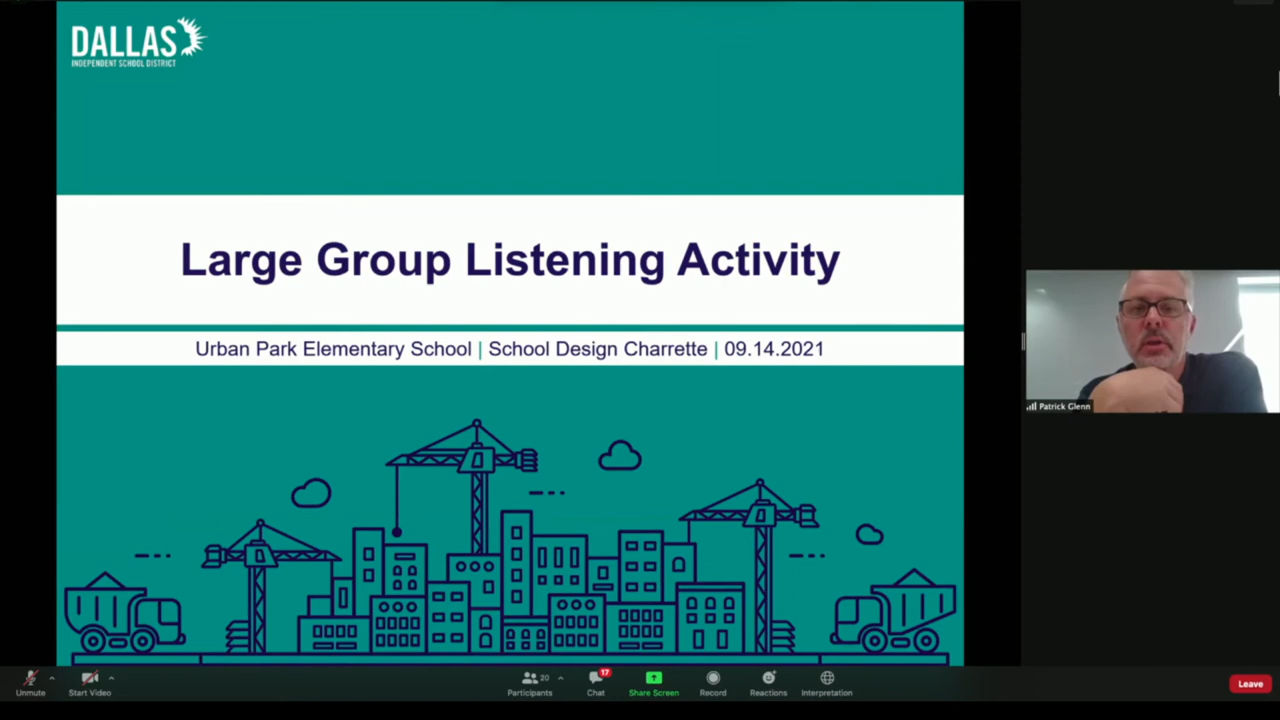 DALLAS
INDEPENDENT SCHOOL DISTRICT
Large Group Listening Activity
Urban Park Elementary School | School Design Charrette | 09.14.2021
Patrick Glenn
Unmute
Start Video
20
Participants
17
Chat
Share Screen
Record
Reactions
Interpretation
Leave